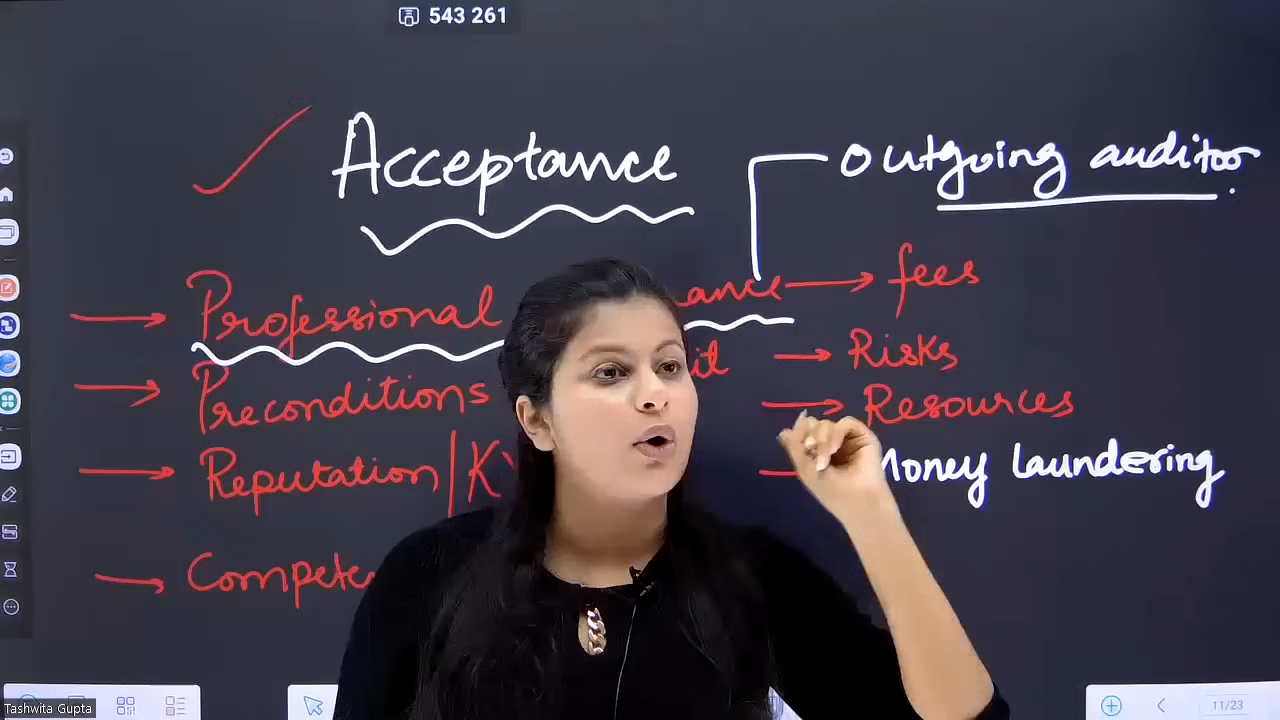 543 261
Acceptance
Outgoing auditor
Professional
fees
Preconditions
Risks
Resources
Reputation/K
Money laundering
Tashwita Gupta
11/23